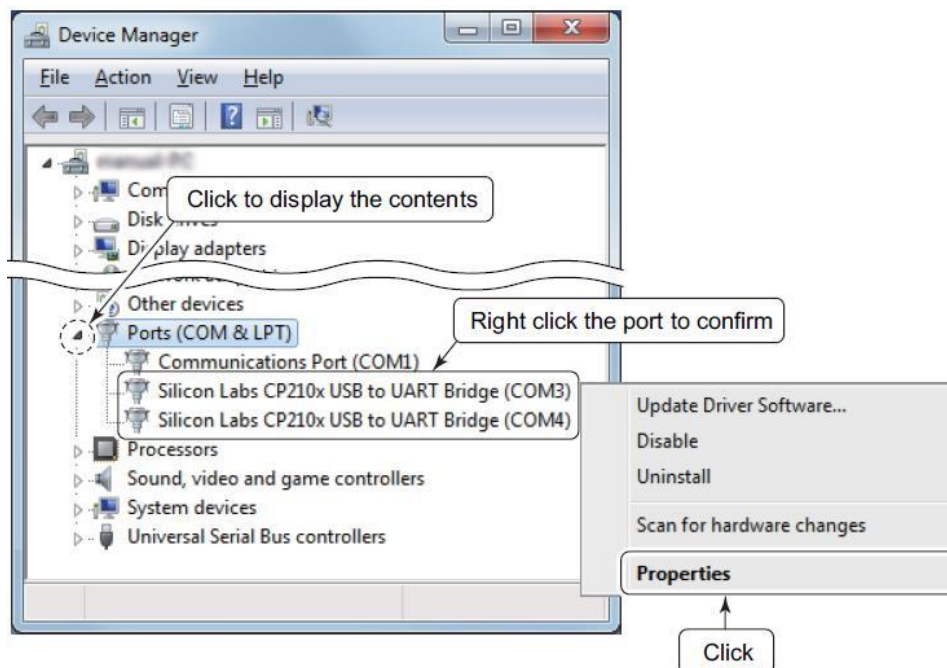 Device Manager
File Action View Help
Com
Click to display the contents
Disk
Display adapters
Other devices
Right click the port to confirm
Ports (COM & LPT)
Communications Port (COM1)
Silicon Labs CP210x USB to UART Bridge (COM3)
Silicon Labs CP210x USB to UART Bridge (COM4)
Processors
Sound, video and game controllers
System devices
Universal Serial Bus controllers
Update Driver Software...
Disable
Uninstall
Scan for hardware changes
Properties
Click